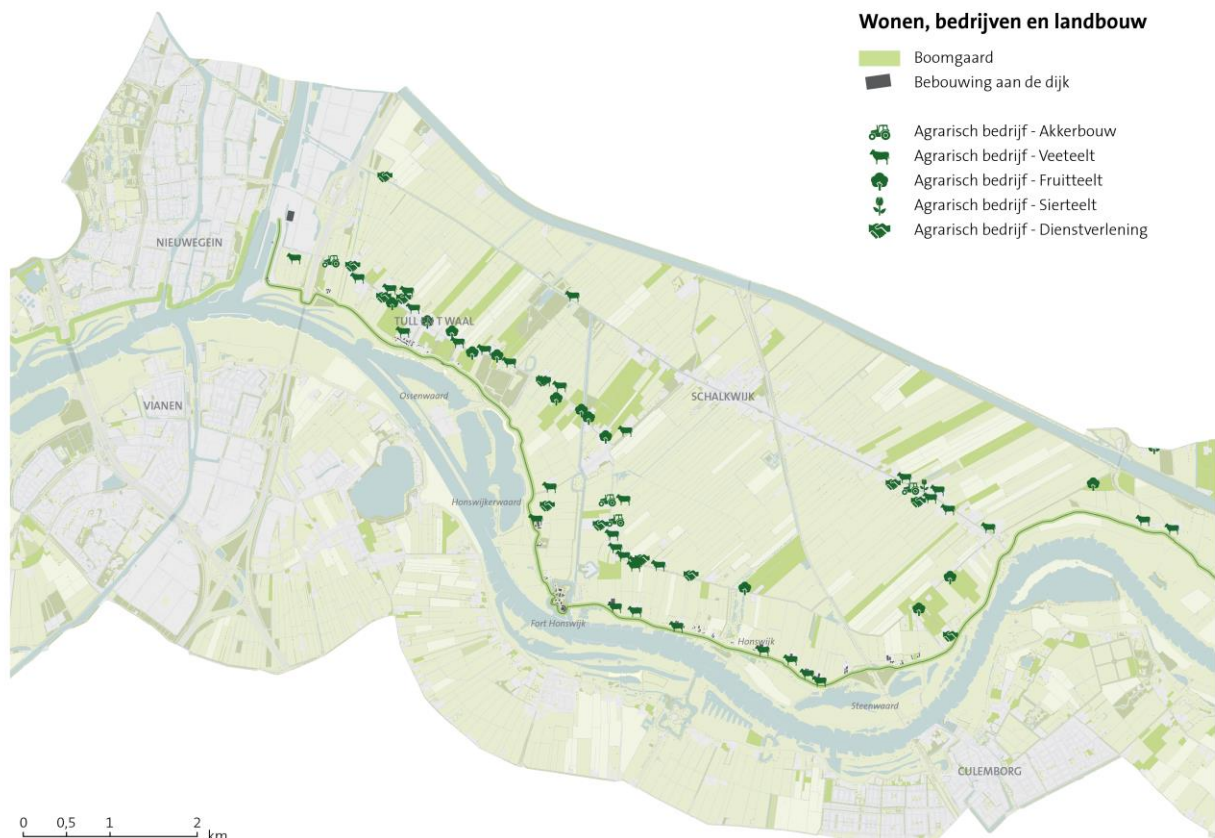 Wonen, bedrijven en landbouw
Boomgaard
Bebouwing aan de dijk
Agrarisch bedrijf - Akkerbouw
Agrarisch bedrijf - Veeteelt
Agrarisch bedrijf - Fruitteelt
Agrarisch bedrijf - Sierteelt
Agrarisch bedrijf - Dienstverlening
NIEUWEGEIN
TULL EN 'T WAAL
VIANEN
Ossenwaard
SCHALKWIJK
Honswijkerwaard
Fort Honswijk
Honswijk
Steenwaard
CULEMBORG
0 0,5 1 2
km